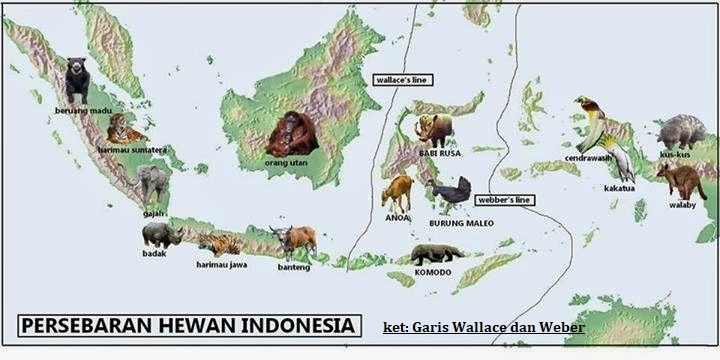 wallace's line
beruang madu
harimau sumatera
orang utan
BABI RUSA
cendrawasih
kus-kus
kakatua
walaby
gajah
ANOA
BURUNG MALEO
webber's line
badak
harimau jawa
banteng
KOMODO
PERSEBARAN HEWAN INDONESIA
ket: Garis Wallace dan Weber